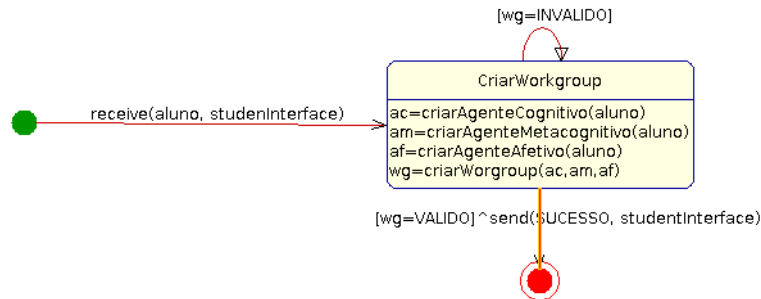 [wg=INVALIDO]
CriarWorkgroup
receive(aluno, studenInterface)
ac=criarAgenteCognitivo(aluno)
am=criarAgenteMetacognitivo(aluno)
af=criarAgenteAfetivo(aluno)
wg=criarWorgroup(ac,am,af)
[wg=VALIDO]^send(SUCESSO, studentInterface)